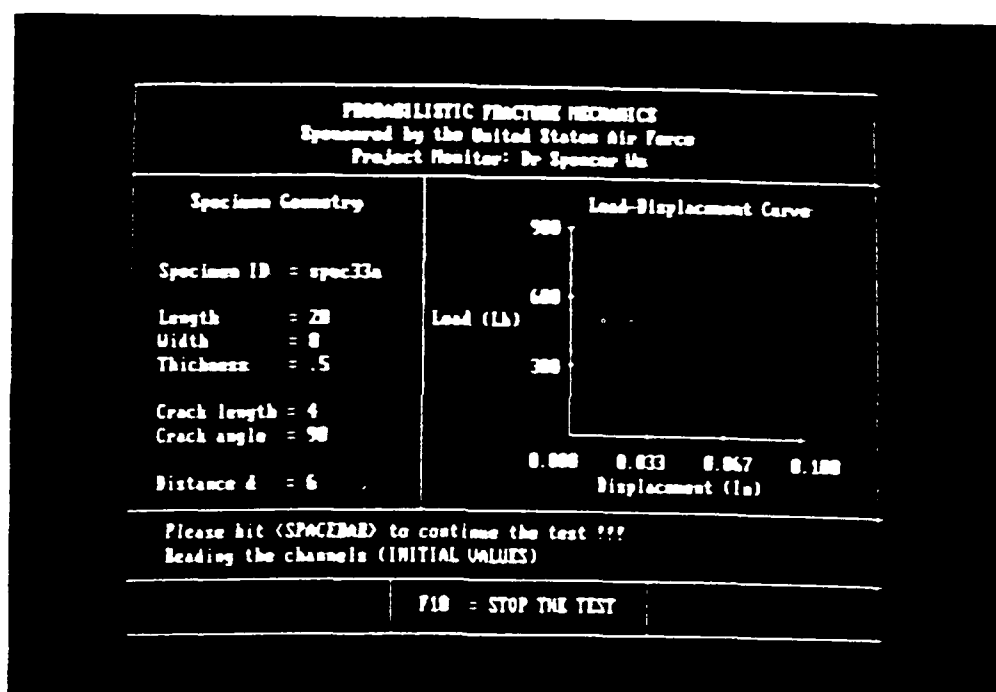 PROBABILISTIC FRACTURE MECHANICS
Sponsored by the United States Air Force
Project Monitor: Dr Spencer Wu
Specimen Geometry
Specimen ID = spec33a
Length = 20
Width = 8
Thickness = .5
Crack length = 4
Crack angle = 90
Distance d = 6
Load-Displacement Curve
900
600
Load (Lb)
300
0.000 0.033 0.067 0.100
Displacement (In)
Please hit <SPACEBAR> to continue the test !!!
Reading the channels (INITIAL VALUES)
F10 = STOP THE TEST